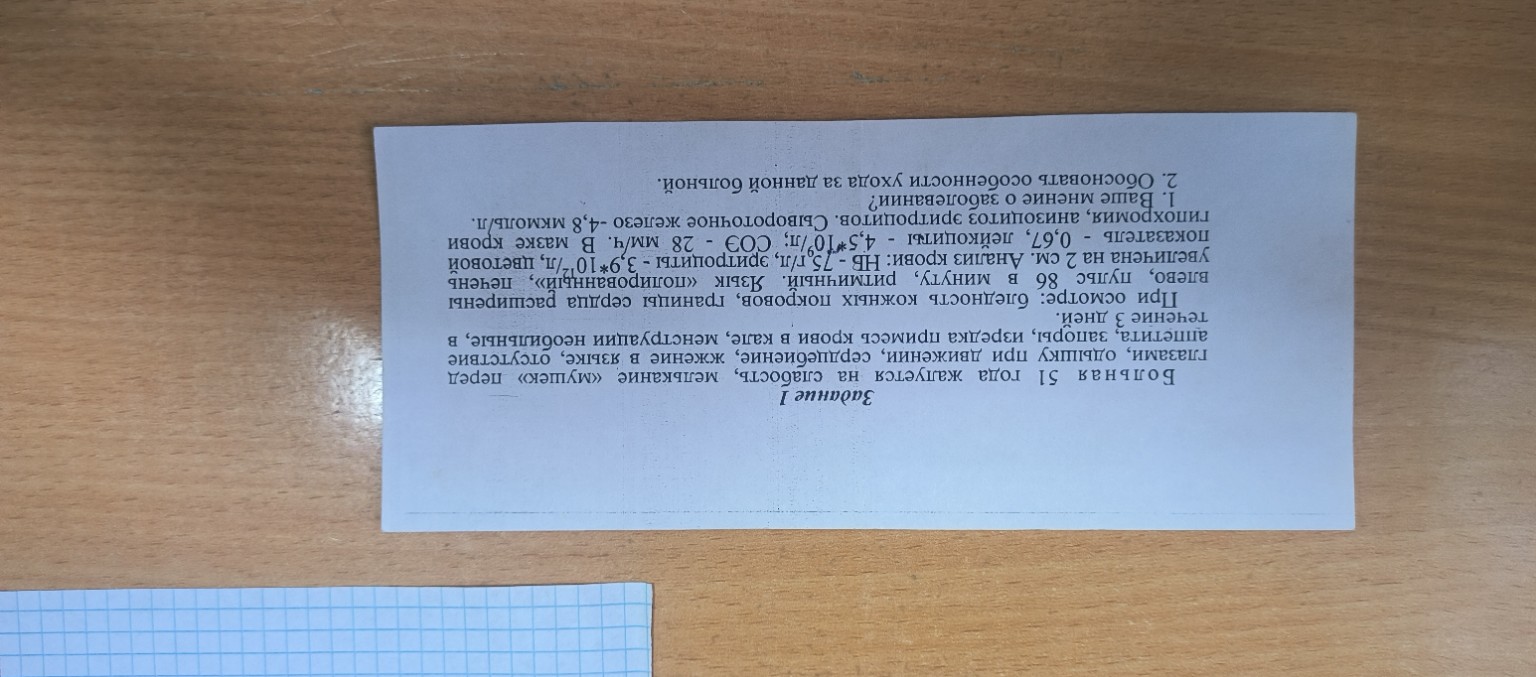 Задание 1
Больная 51 года жалуется на слабость, мелькание «мушек» перед
глазами, одышку при движении, сердцебиение, жжение в языке, отсутствие
аппетита, запоры, изредка примось крови в кале, менструации необильные, в
течение 3 дней.
При осмотре: бледность кожных покровов, границы сердца расширены
влево, пульс 86 в минуту, ритмичный. Язык «полированный», печень
увеличена на 2 см. Анализ крови: НВ - 75 г/л, эритроциты - 3,9*10¹²/л, цветовой
показатель - 0,67, лейкоциты - 4,5*10⁹/л; СОЭ - 28 мм/ч. В мазке крови
гипохромия, анизоцитоз эритроцитов. Сывороточное железо -4,8 мкмоль/л.
1. Ваше мнение о заболевании?
2. Обосновать особенности ухода за данной больной.